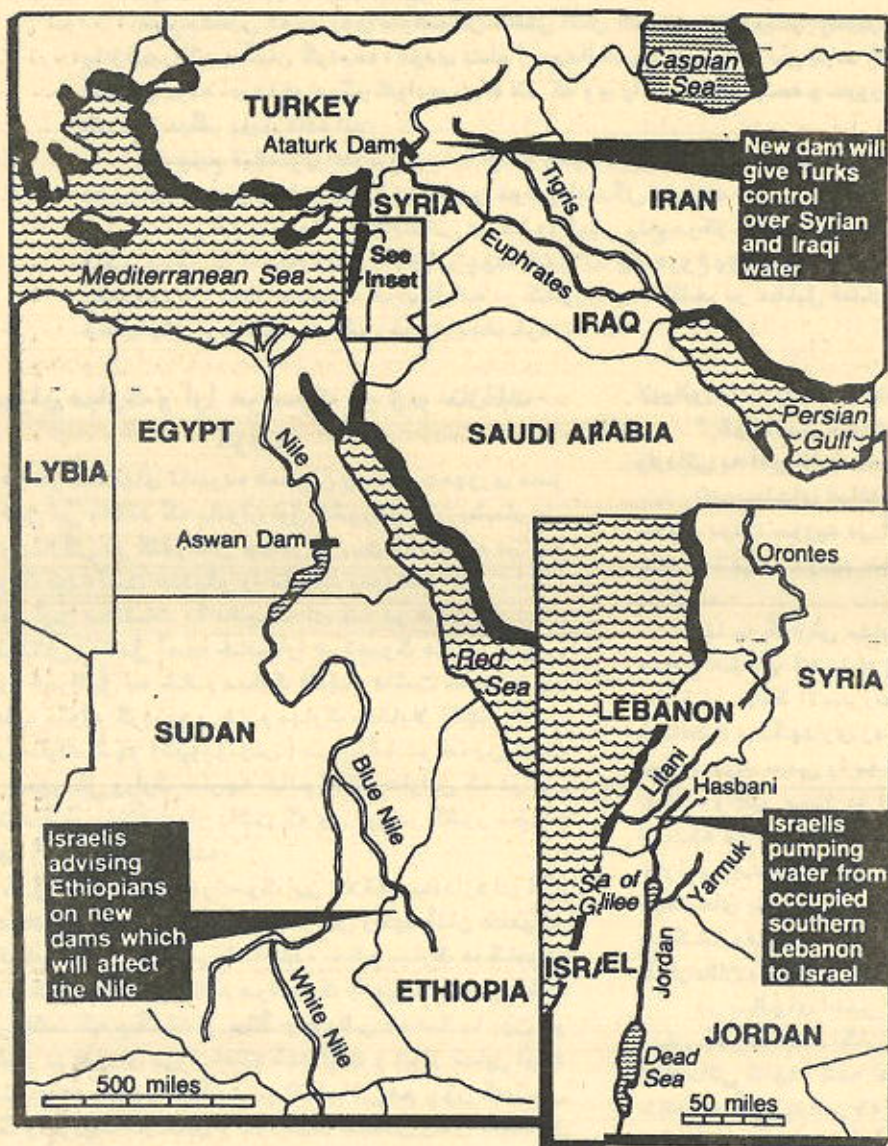 Caspian
Sea
TURKEY
Ataturk Dam
New dam will
give Turks
control
over Syrian
and Iraqi
water
SYRIA
Tigris
IRAN
See
Inset
Euphrates
Mediterranean Sea
IRAQ
Persian
Gulf
EGYPT
Nile
SAUDI ARABIA
LYBIA
Aswan Dam
Red
Sea
SUDAN
Blue Nile
Israelis
advising
Ethiopians
on new
dams which
will affect
the Nile
White Nile
ETHIOPIA
500 miles
Orontes
SYRIA
LEBANON
Litani
Hasbani
Israelis
pumping
water from
occupied
southern
Lebanon
to Israel
Sea of
Galilee
Yarmuk
ISRAEL
Jordan
JORDAN
Dead
Sea
50 miles